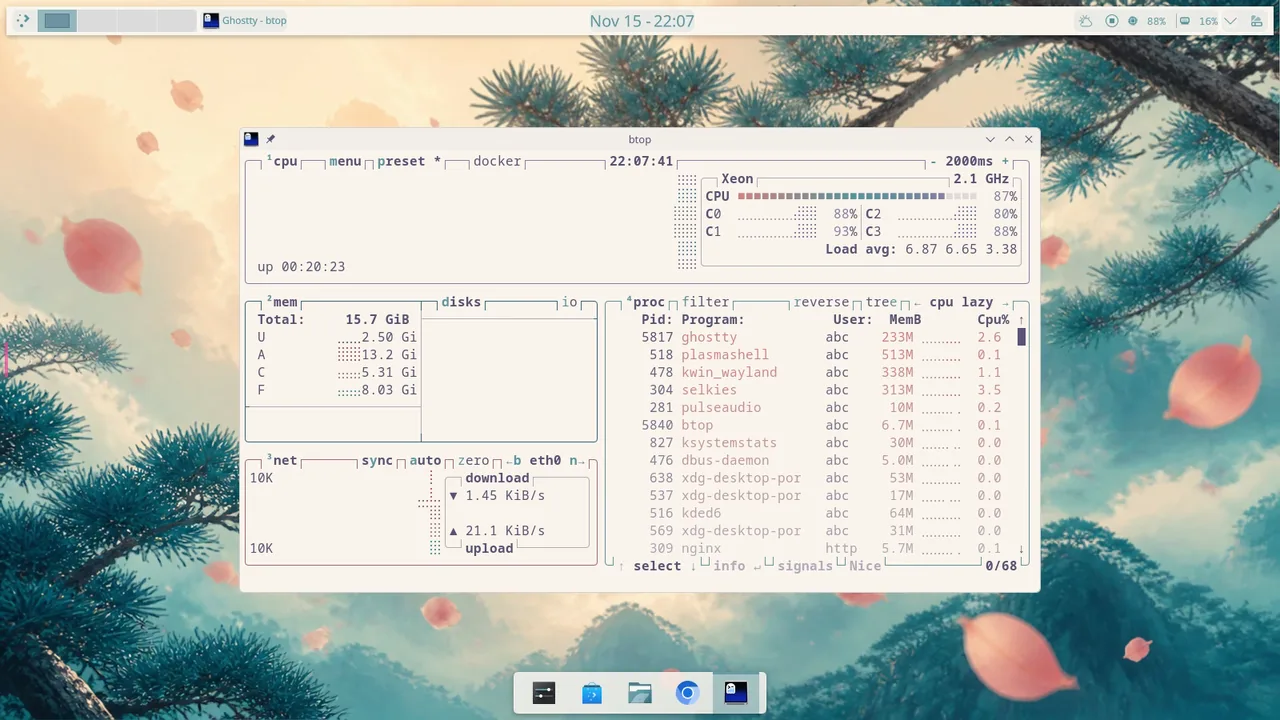 Ghostty - btop
Nov 15 - 22:07
88%
16%
btop
¹cpu menu preset * docker 22:07:41 - 2000ms +
Xeon 2.1 GHz
CPU 87%
C0 88% C2 80%
C1 93% C3 88%
Load avg: 6.87 6.65 3.38
up 00:20:23
²mem disks io
Total: 15.7 GiB
U 2.50 Gi
A 13.2 Gi
C 5.31 Gi
F 8.03 Gi
³net sync auto zero ←b eth0 n→
10K
download
▼ 1.45 KiB/s
▲ 21.1 KiB/s
10K
upload
⁴proc filter reverse tree ← cpu lazy →
Pid: Program: User: MemB Cpu% ↑
5817 ghostty abc 233M 2.6
518 plasmashell abc 513M 0.1
478 kwin_wayland abc 338M 1.1
304 selkies abc 313M 3.5
281 pulseaudio abc 10M 0.2
5840 btop abc 6.7M 0.1
827 ksystemstats abc 30M 0.0
476 dbus-daemon abc 5.0M 0.0
638 xdg-desktop-por abc 53M 0.0
537 xdg-desktop-por abc 17M 0.0
516 kded6 abc 64M 0.0
569 xdg-desktop-por abc 31M 0.0
309 nginx http 5.7M 0.1 ↓
↑ select ↓ info ↵ signals Nice 0/68